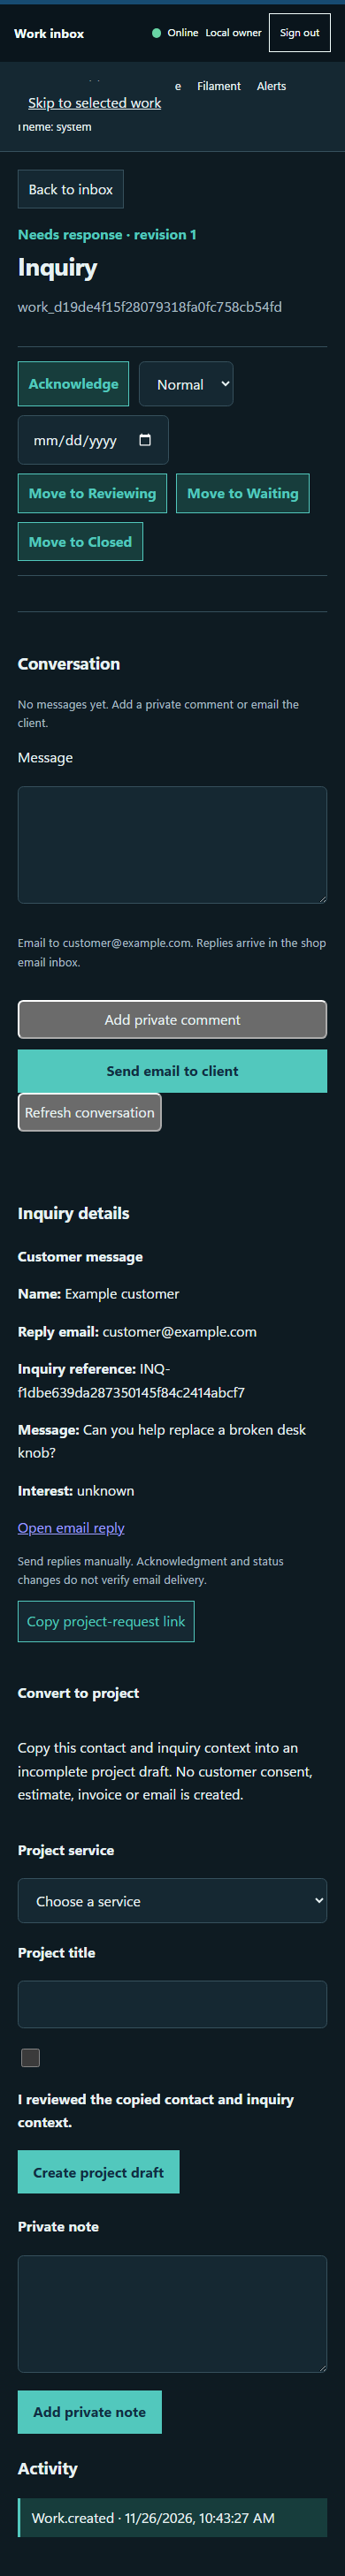 Work inbox
Online Local owner Sign out
e Filament Alerts
Skip to selected work
Theme: system
Back to inbox
Needs response · revision 1
Inquiry
work_d19de4f15f28079318fa0fc758cb54fd
Acknowledge Normal
mm/dd/yyyy
Move to Reviewing Move to Waiting
Move to Closed
Conversation
No messages yet. Add a private comment or email the
client.
Message
Email to customer@example.com. Replies arrive in the shop
email inbox.
Add private comment
Send email to client
Refresh conversation
Inquiry details
Customer message
Name: Example customer
Reply email: customer@example.com
Inquiry reference: INQ-
f1dbe639da287350145f84c2414abcf7
Message: Can you help replace a broken desk
knob?
Interest: unknown
Open email reply
Send replies manually. Acknowledgment and status
changes do not verify email delivery.
Copy project-request link
Convert to project
Copy this contact and inquiry context into an
incomplete project draft. No customer consent,
estimate, invoice or email is created.
Project service
Choose a service
Project title
I reviewed the copied contact and inquiry
context.
Create project draft
Private note
Add private note
Activity
Work.created · 11/26/2026, 10:43:27 AM